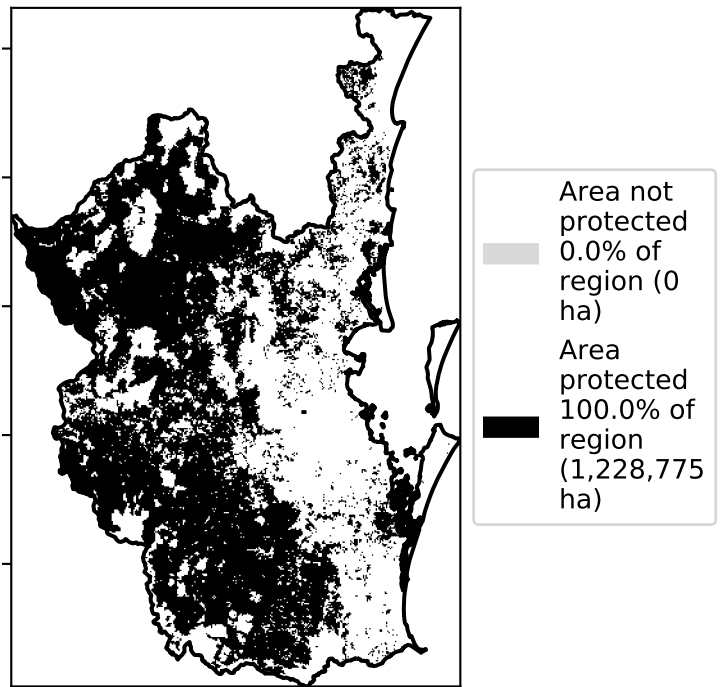 Area not
protected
0.0% of
region (0
ha)
Area
protected
100.0% of
region
(1,228,775
ha)